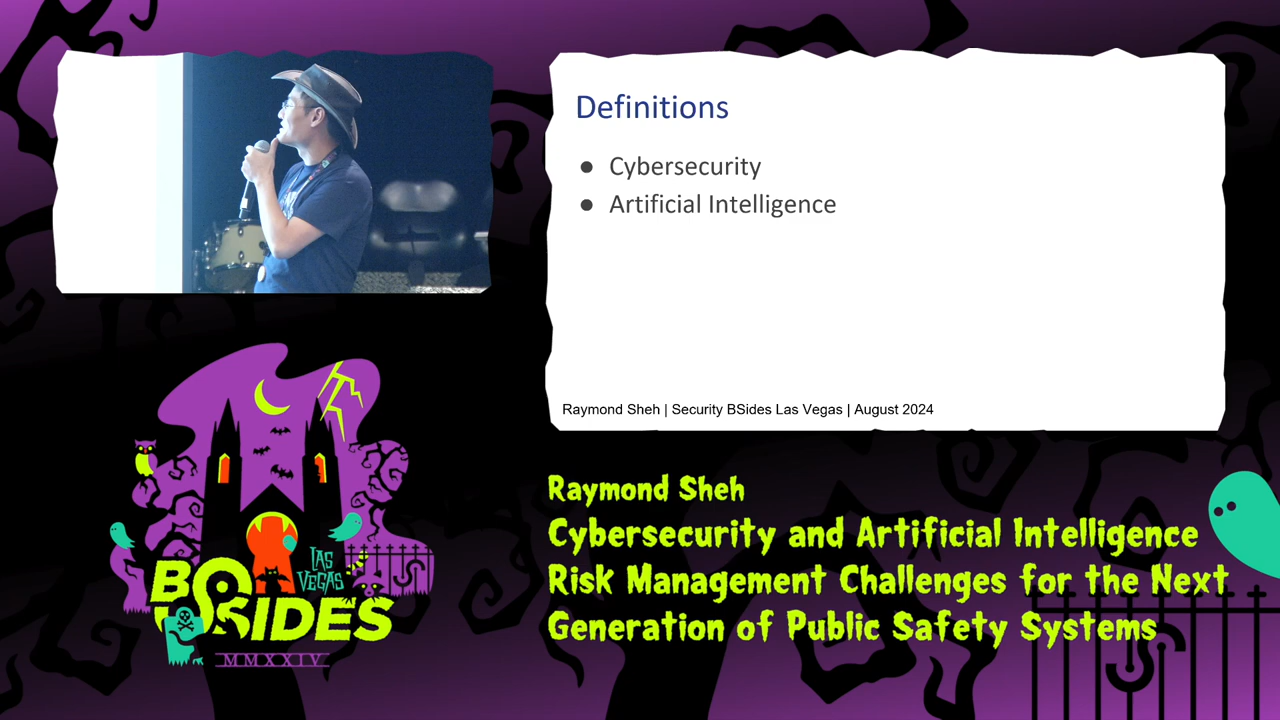 Definitions
● Cybersecurity
● Artificial Intelligence
Raymond Sheh | Security BSides Las Vegas | August 2024
Raymond Sheh
Cybersecurity and Artificial Intelligence
Risk Management Challenges for the Next
Generation of Public Safety Systems
LAS
VEGAS
BSIDES
MMXXIV